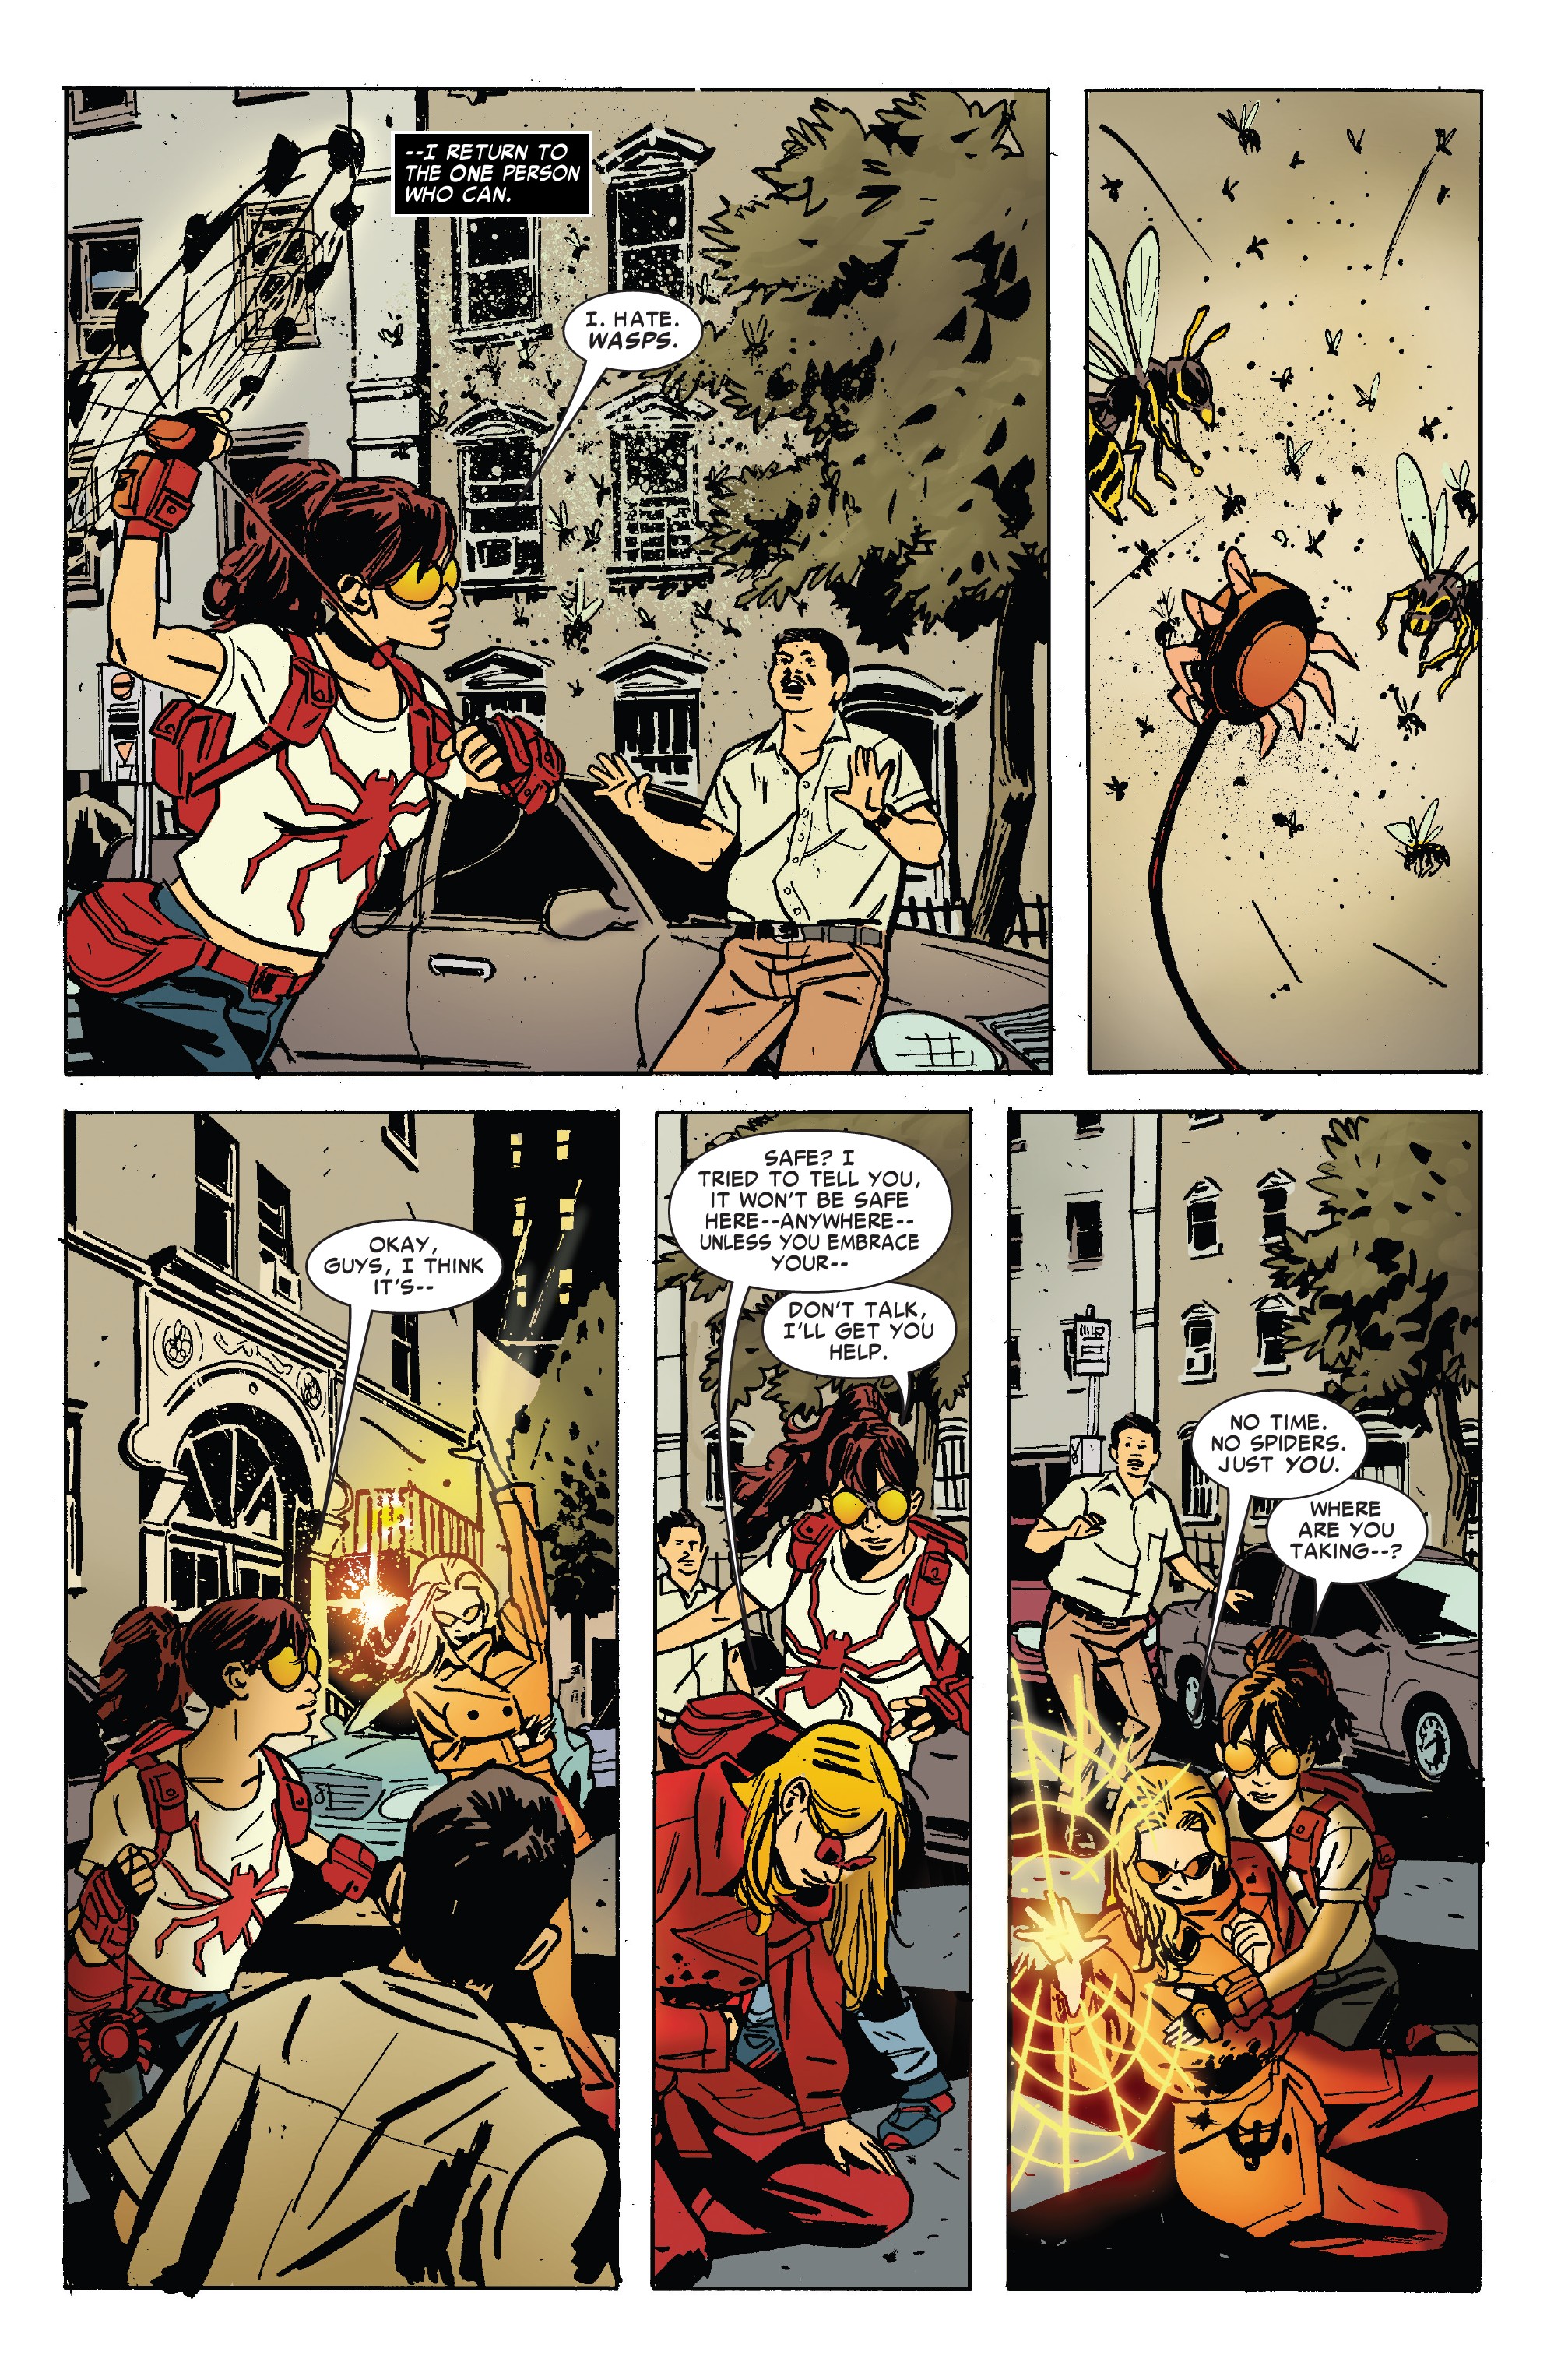 --I RETURN TO
THE ONE PERSON
WHO CAN.
I. HATE.
WASPS.
OKAY,
GUYS, I THINK
IT'S--
SAFE? I
TRIED TO TELL YOU,
IT WON'T BE SAFE
HERE--ANYWHERE--
UNLESS YOU EMBRACE
YOUR--
DON'T TALK,
I'LL GET YOU
HELP.
NO TIME.
NO SPIDERS.
JUST YOU.
WHERE
ARE YOU
TAKING--?